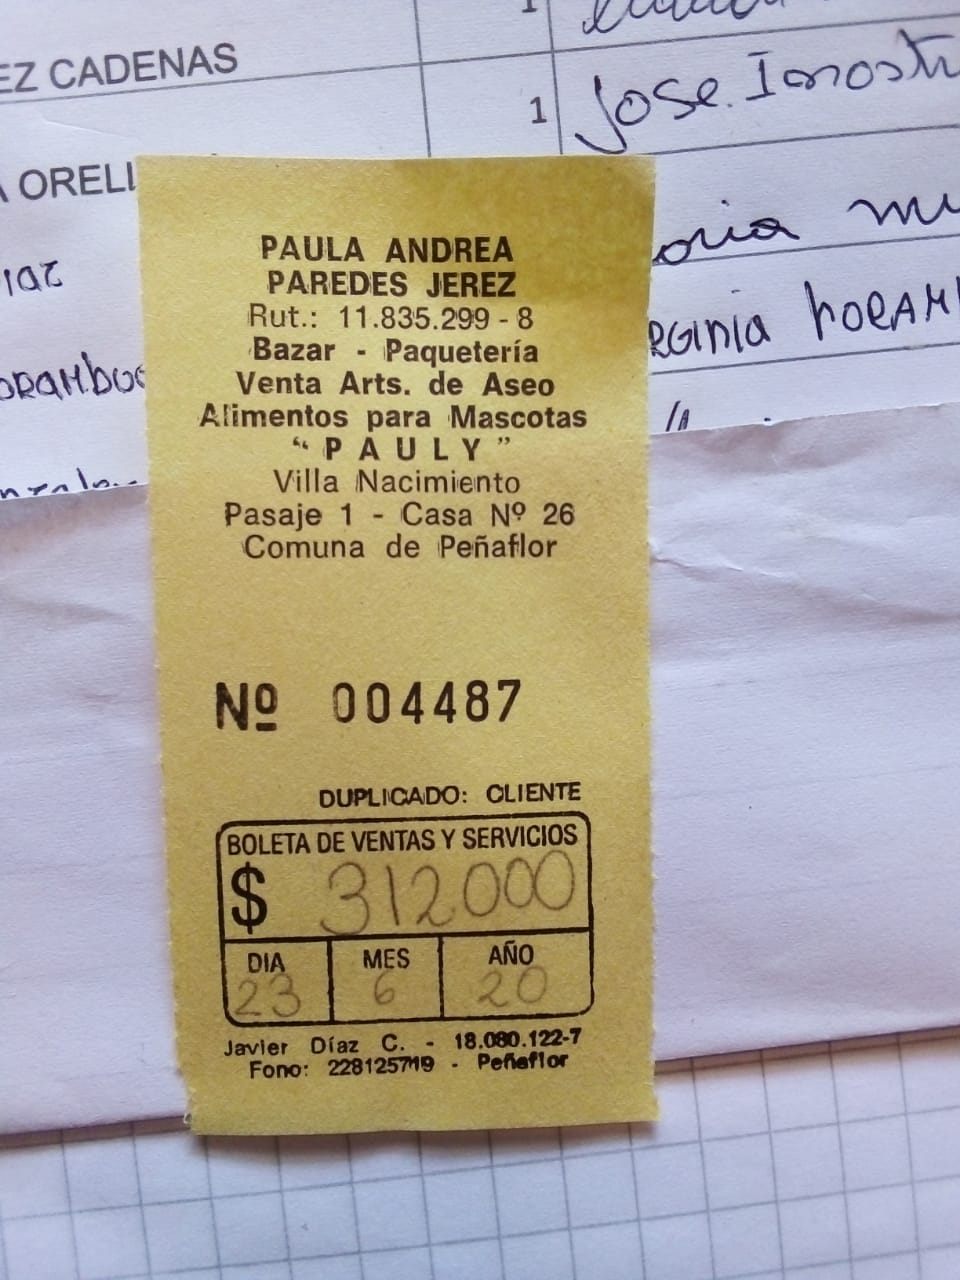 EZ CADENAS
1
1
Jose.
ORELL
PAULA ANDREA
PAREDES JEREZ
Rut.: 11.835.299-8
Bazar - Paquetería
Venta Arts. de Aseo
Alimentos para Mascotas
“PAULY”
Villa Nacimiento
Pasaje 1 - Casa Nº 26
Comuna de Peñaflor
Nº 004487
DUPLICADO: CLIENTE
BOLETA DE VENTAS Y SERVICIOS
$ 312000
DIA MES AÑO
23 6 20
Javier Díaz C. - 18.080.122-7
Fono: 228125719 - Peñaflor